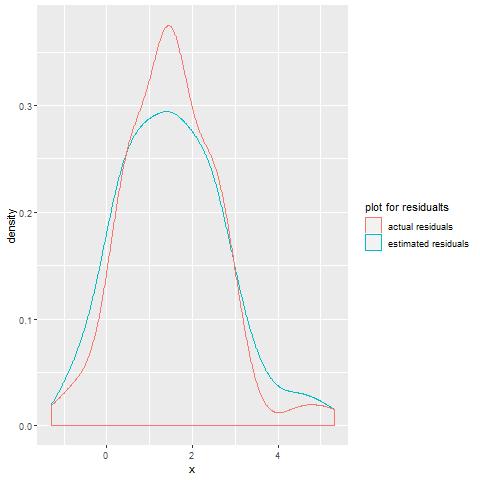 density
0.3
0.2
0.1
0.0
0
2
4
x
plot for residualts
actual residuals
estimated residuals